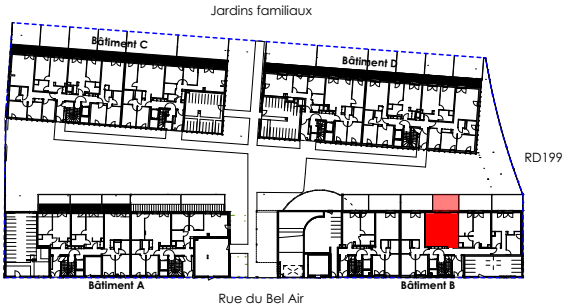 Jardins familiaux
Bâtiment C
Bâtiment D
RD199
Bâtiment A
Bâtiment B
Rue du Bel Air